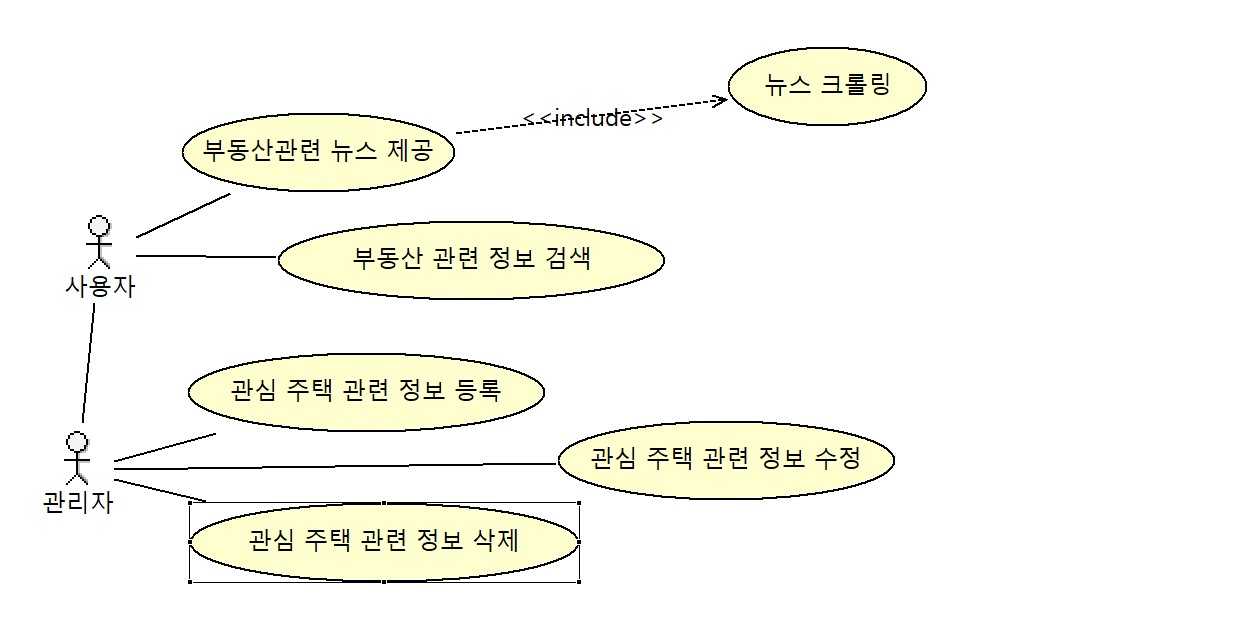 뉴스 크롤링
<<include>>
부동산관련 뉴스 제공
부동산 관련 정보 검색
사용자
관심 주택 관련 정보 등록
관심 주택 관련 정보 수정
관리자
관심 주택 관련 정보 삭제